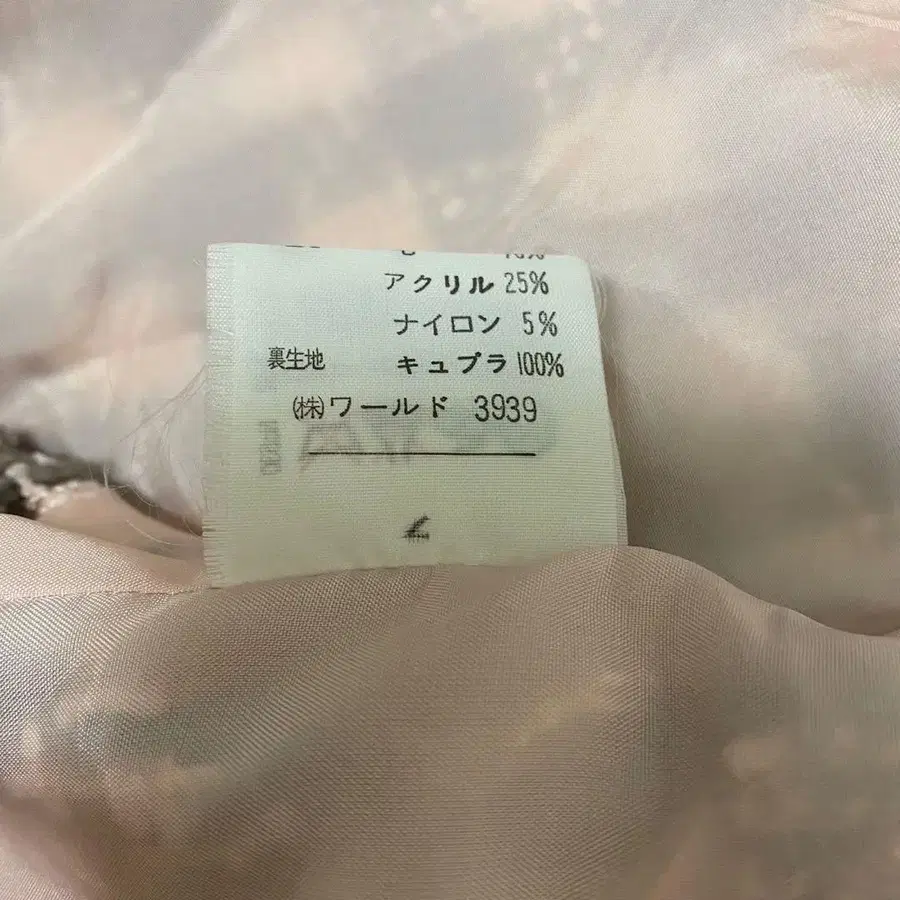 アクリル 25%
ナイロン 5%
裏生地 キュプラ 100%
(株)ワールド 3939